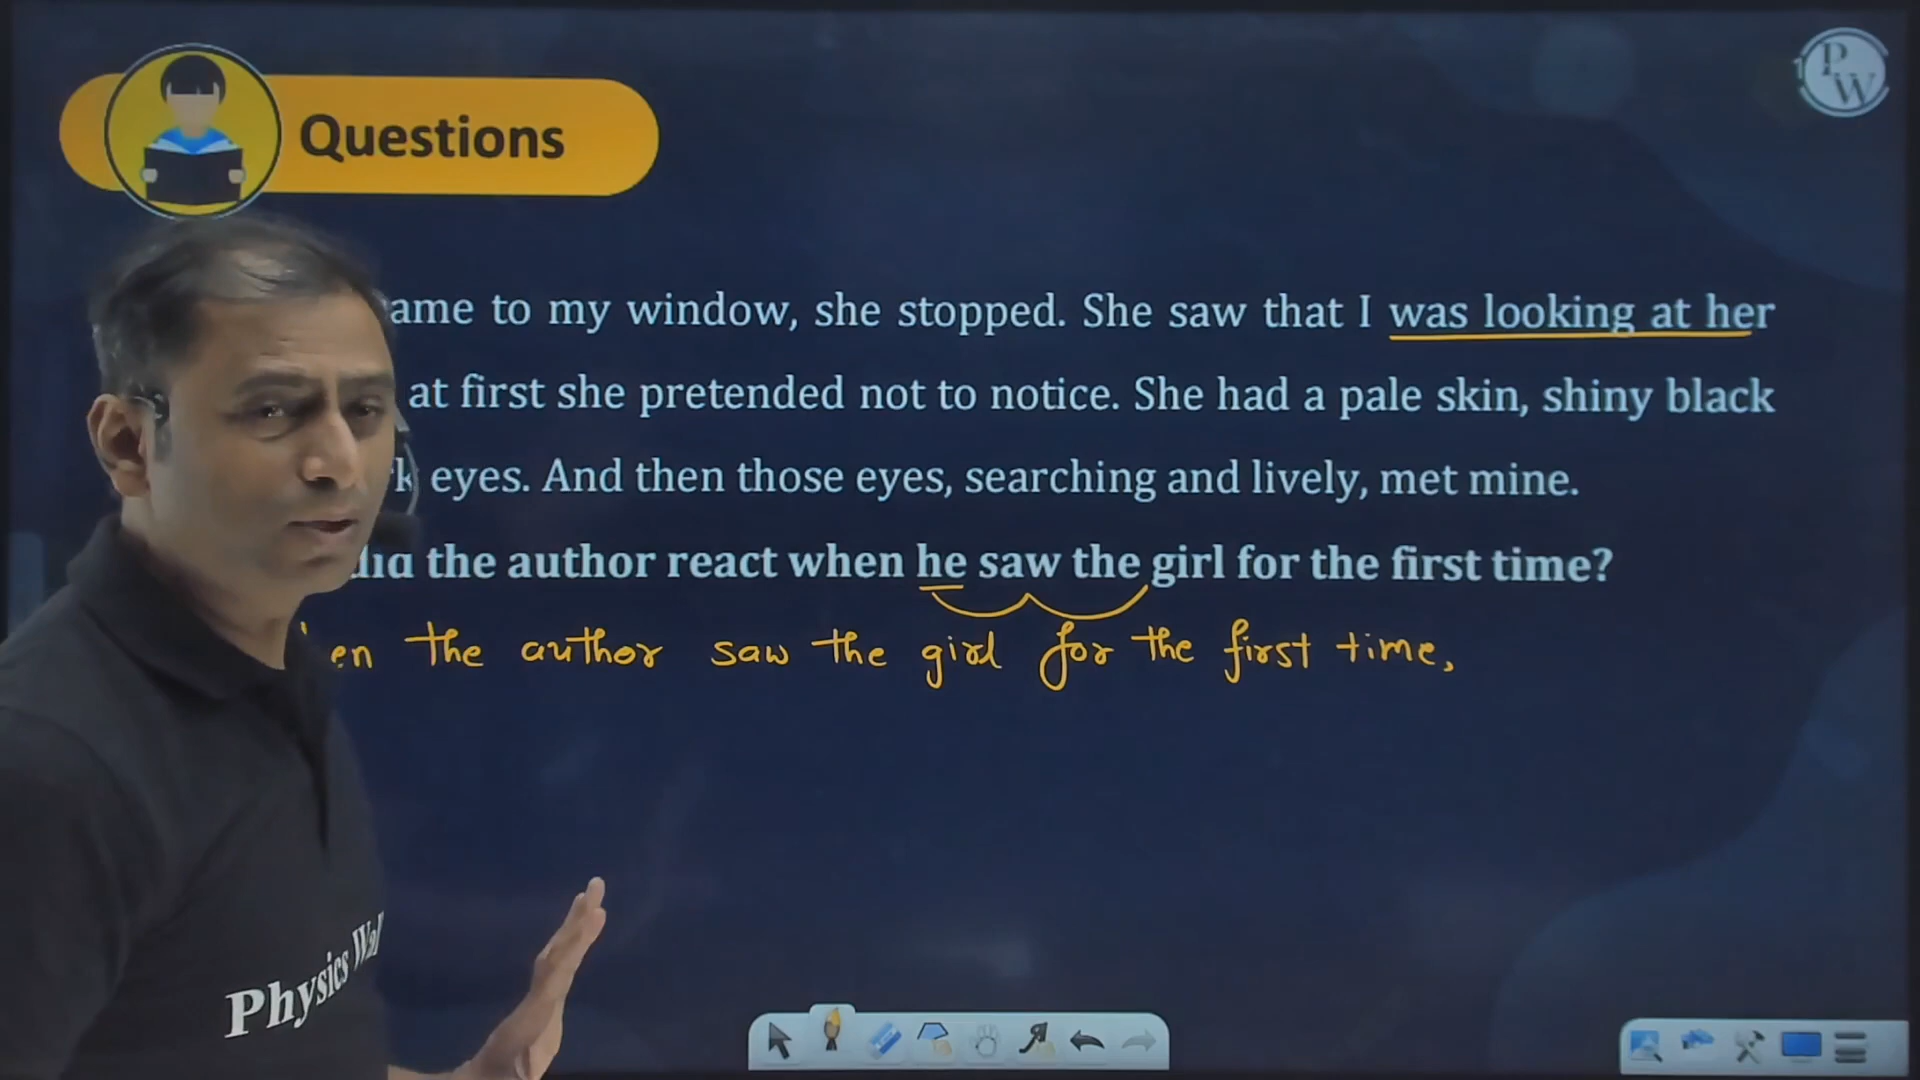 PW
Questions
to my window, she stopped. She saw that I was looking at her
at first she pretended not to notice. She had a pale skin, shiny black
eyes. And then those eyes, searching and lively, met mine.
did the author react when he saw the girl for the first time?
the author saw the girl for the first time,
Physics